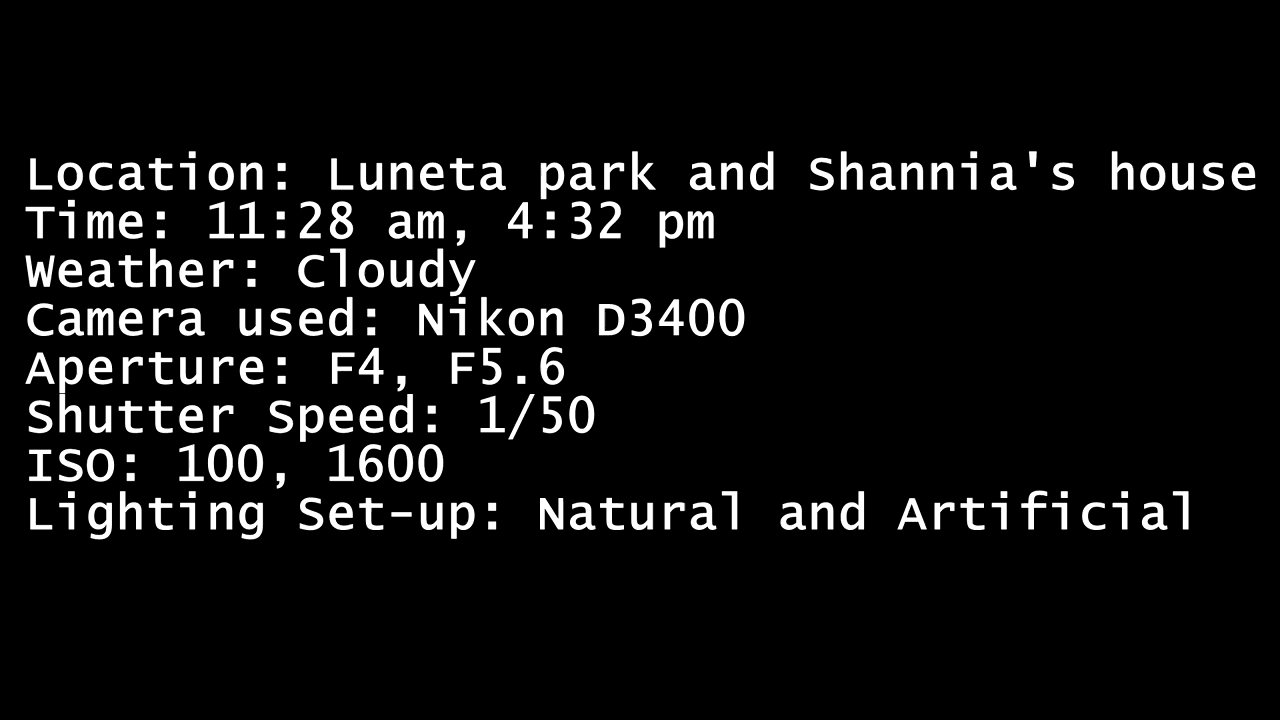 Location: Luneta park and Shannia's house
Time: 11:28 am, 4:32 pm
Weather: Cloudy
Camera used: Nikon D3400
Aperture: F4, F5.6
Shutter Speed: 1/50
ISO: 100, 1600
Lighting Set-up: Natural and Artificial